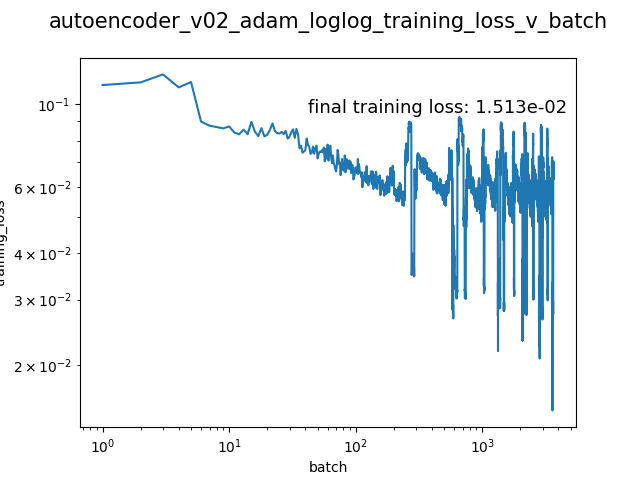 autoencoder_v02_adam_loglog_training_loss_v_batch
final training loss: 1.513e-02
10⁻¹
6 × 10⁻²
4 × 10⁻²
3 × 10⁻²
2 × 10⁻²
training_loss
10⁰ 10¹ 10² 10³
batch